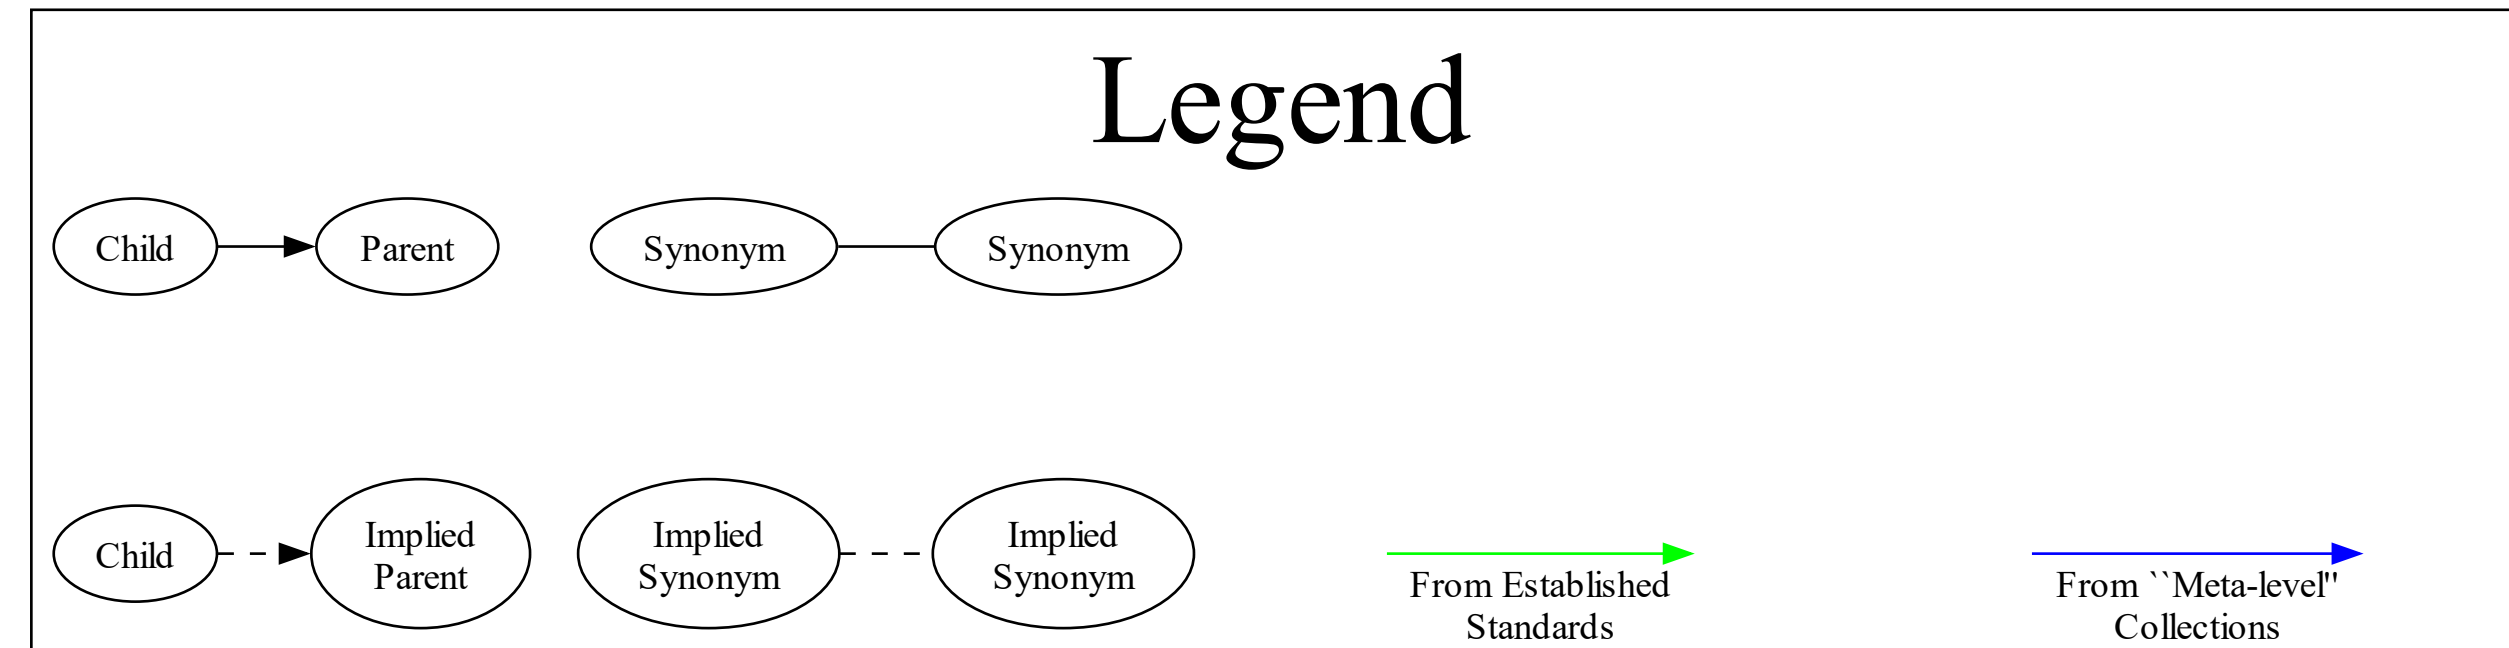 Legend
Child
Parent
Synonym
Synonym
Child
Implied
Parent
Implied
Synonym
Implied
Synonym
From Established
Standards
From ``Meta-level"
Collections